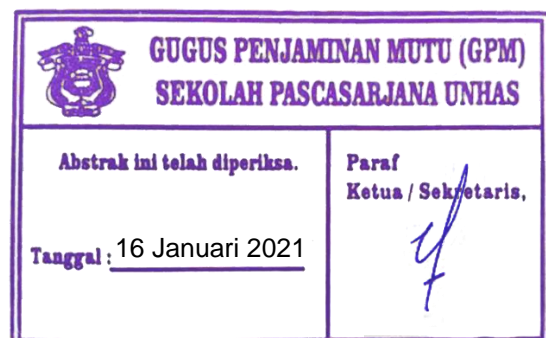 GUGUS PENJAMINAN MUTU (GPM)
SEKOLAH PASCASARJANA UNHAS
Abstrak ini telah diperiksa.
Tanggal : 16 Januari 2021
Paraf
Ketua / Sekretaris,